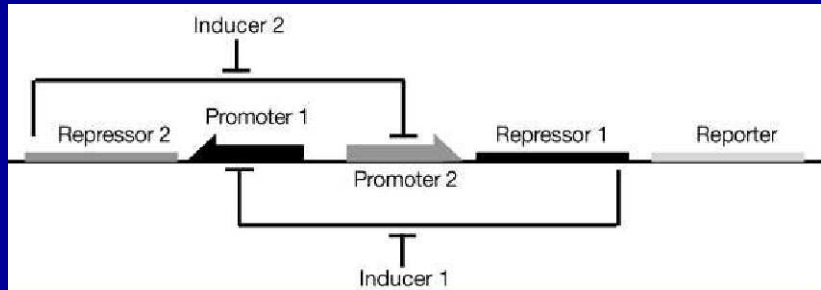 Inducer 2
Promoter 1
Repressor 2
Repressor 1
Reporter
Promoter 2
Inducer 1